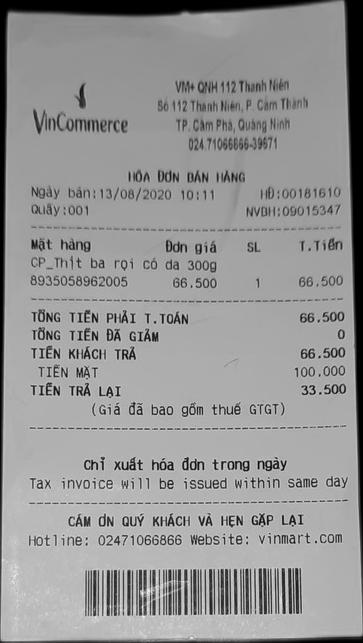 VinCommerce
VM+ QNH 112 Thanh Niên
Số 112 Thanh Niên, P. Cẩm Thành
TP. Cẩm Phả, Quảng Ninh
024.71066866-39671
HÓA ĐƠN BÁN HÀNG
Ngày bán:13/08/2020 10:11 HĐ:00181610
Quầy:001 NVBH:09015347
Mặt hàng Đơn giá SL T.Tiền
CP_Thịt ba rọi có da 300g
8935058962005 66.500 1 66.500
TỔNG TIỀN PHẢI T.TOÁN 66.500
TỔNG TIỀN ĐÃ GIẢM 0
TIỀN KHÁCH TRẢ 66.500
TIỀN MẶT 100.000
TIỀN TRẢ LẠI 33.500
(Giá đã bao gồm thuế GTGT)
Chỉ xuất hóa đơn trong ngày
Tax invoice will be issued within same day
CẢM ƠN QUÝ KHÁCH VÀ HẸN GẶP LẠI
Hotline: 02471066866 Website: vinmart.com